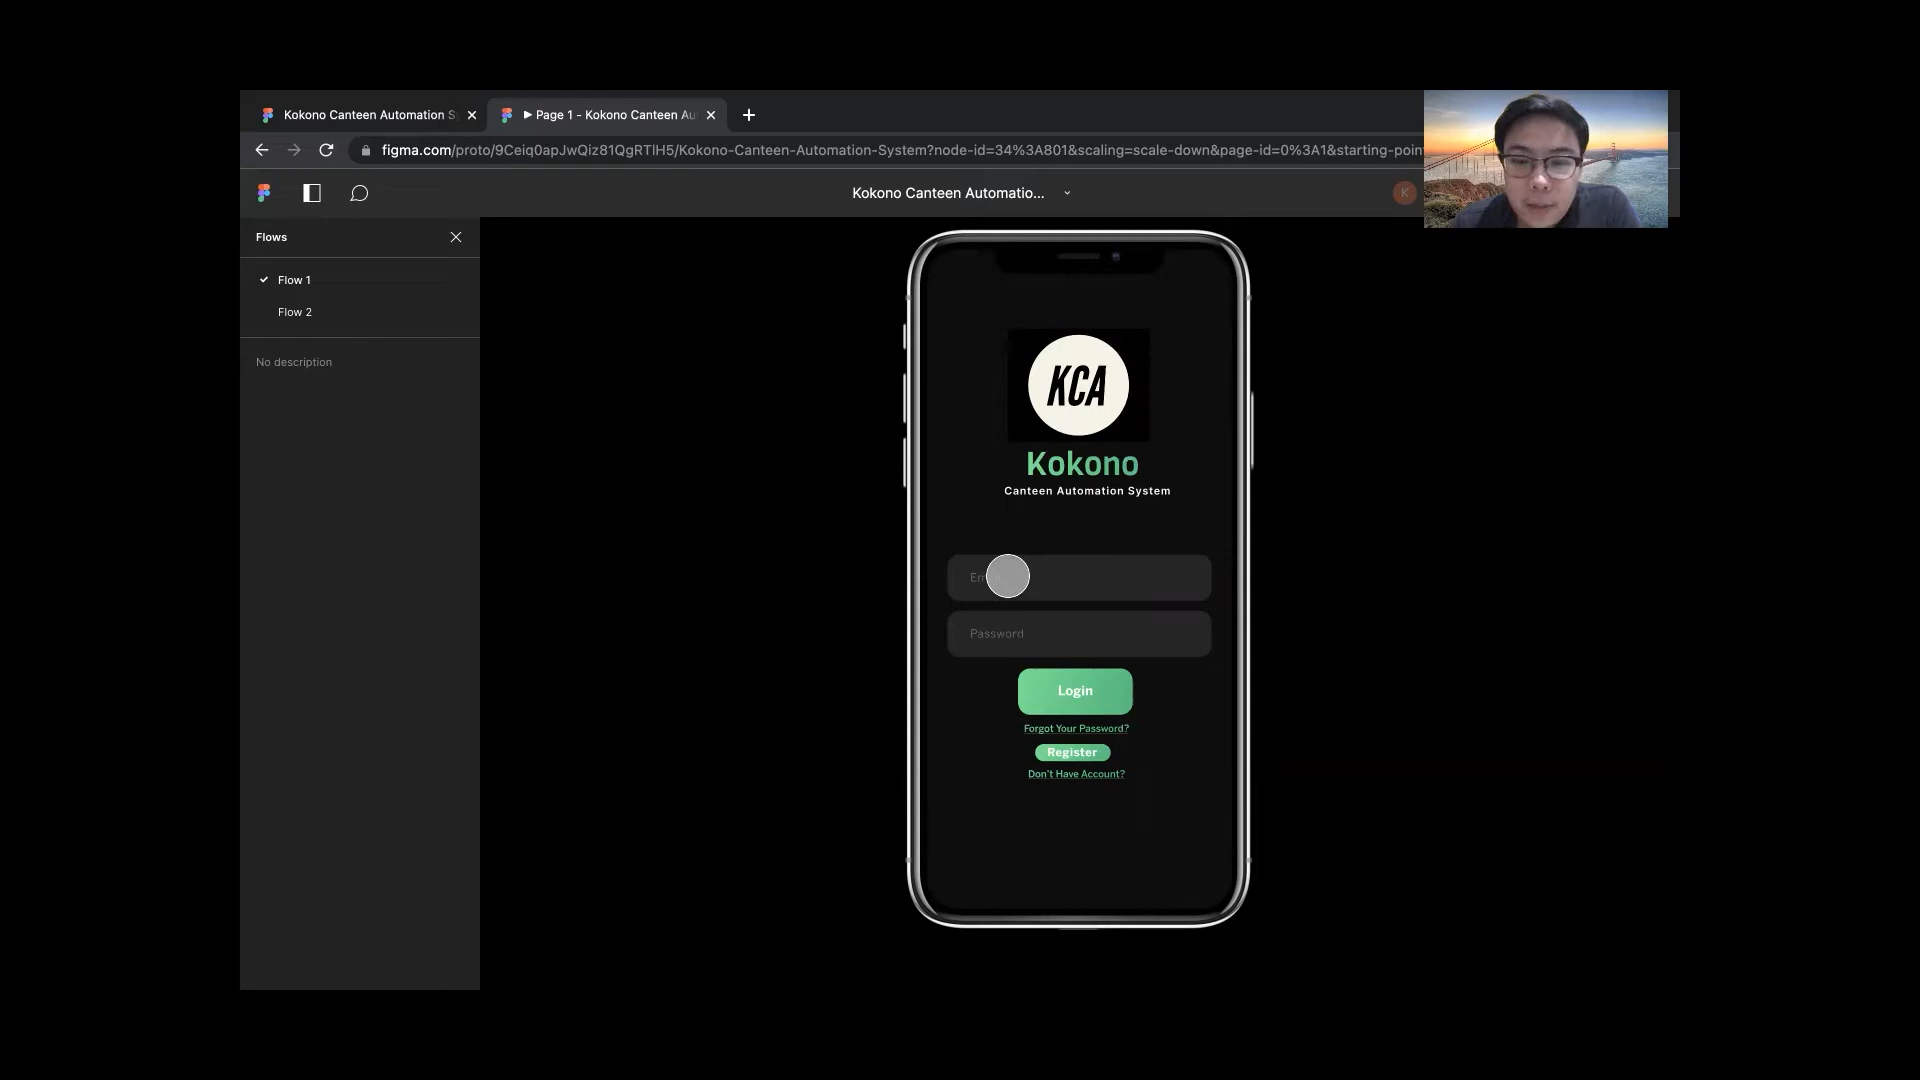 Kokono Canteen Automation S
Page 1 - Kokono Canteen Au
figma.com/proto/9Ceiq0apJwQiz81QgRTlH5/Kokono-Canteen-Automation-System?node-id=34%3A801&scaling=scale-down&page-id=0%3A1&starting-poin
Kokono Canteen Automatio...
K
Flows
Flow 1
Flow 2
No description
KCA
Kokono
Canteen Automation System
Password
Login
Forgot Your Password?
Register
Don't Have Account?